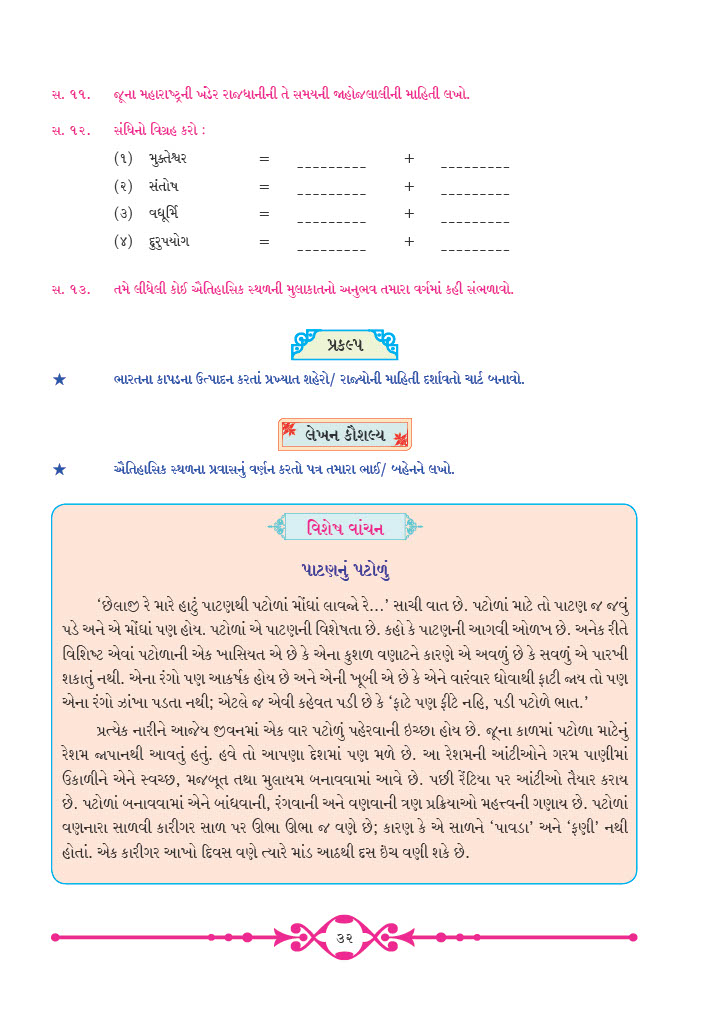 સ. ૧૧. જૂના મહારાષ્ટ્રની ખંડેર રાજધાનીની તે સમયની જાહોજલાલીની માહિતી લખો.
સ. ૧૨. સંધિનો વિગ્રહ કરો :
(૧) મુક્તેશ્વર = _________ + _________
(૨) સંતોષ = _________ + _________
(૩) વધૂર્મિ = _________ + _________
(૪) દુરુપયોગ = _________ + _________
સ. ૧૩. તમે લીધેલી કોઈ ઐતિહાસિક સ્થળની મુલાકાતનો અનુભવ તમારા વર્ગમાં કહી સંભળાવો.
પ્રકલ્પ
★ ભારતના કાપડના ઉત્પાદન કરતાં પ્રખ્યાત શહેરો/ રાજ્યોની માહિતી દર્શાવતો ચાર્ટ બનાવો.
લેખન કૌશલ્ય
★ ઐતિહાસિક સ્થળના પ્રવાસનું વર્ણન કરતો પત્ર તમારા ભાઈ/ બહેનને લખો.
વિશેષ વાંચન
પાટણનું પટોળું
‘છેલાજી રે મારે હાટું પાટણથી પટોળાં મોંઘાં લાવજો રે...’ સાચી વાત છે. પટોળાં માટે તો પાટણ જ જવું
પડે અને એ મોંઘાં પણ હોય. પટોળાં એ પાટણની વિશેષતા છે. કહો કે પાટણની આગવી ઓળખ છે. અનેક રીતે
વિશિષ્ટ એવાં પટોળાની એક ખાસિયત એ છે કે એના કુશળ વણાટને કારણે એ અવળું છે કે સવળું એ પારખી
શકાતું નથી. એના રંગો પણ આકર્ષક હોય છે અને એની ખૂબી એ છે કે એને વારંવાર ધોવાથી ફાટી જાય તો પણ
એના રંગો ઝાંખા પડતા નથી; એટલે જ એવી કહેવત પડી છે કે ‘ફાટે પણ ફીટે નહિ, પડી પટોળે ભાત.’
પ્રત્યેક નારીને આજેય જીવનમાં એક વાર પટોળું પહેરવાની ઇચ્છા હોય છે. જૂના કાળમાં પટોળા માટેનું
રેશમ જાપાનથી આવતું હતું. હવે તો આપણા દેશમાં પણ મળે છે. આ રેશમની આંટીઓને ગરમ પાણીમાં
ઉકાળીને એને સ્વચ્છ, મજબૂત તથા મુલાયમ બનાવવામાં આવે છે. પછી રેંટિયા પર આંટીઓ તૈયાર કરાય
છે. પટોળાં બનાવવામાં એને બાંધવાની, રંગવાની અને વણવાની ત્રણ પ્રક્રિયાઓ મહત્ત્વની ગણાય છે. પટોળાં
વણનારા સાળવી કારીગર સાળ પર ઊભા ઊભા જ વણે છે; કારણ કે એ સાળને ‘પાવડા’ અને ‘ફણી’ નથી
હોતાં. એક કારીગર આખો દિવસ વણે ત્યારે માંડ આઠથી દસ ઇંચ વણી શકે છે.
૩૨